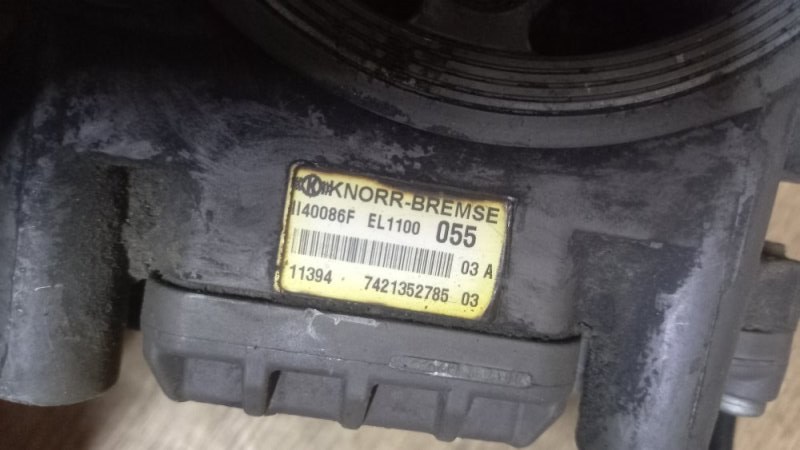 KNORR-BREMSE
II40086F EL1100 055
03 A
11394 7421352785 03